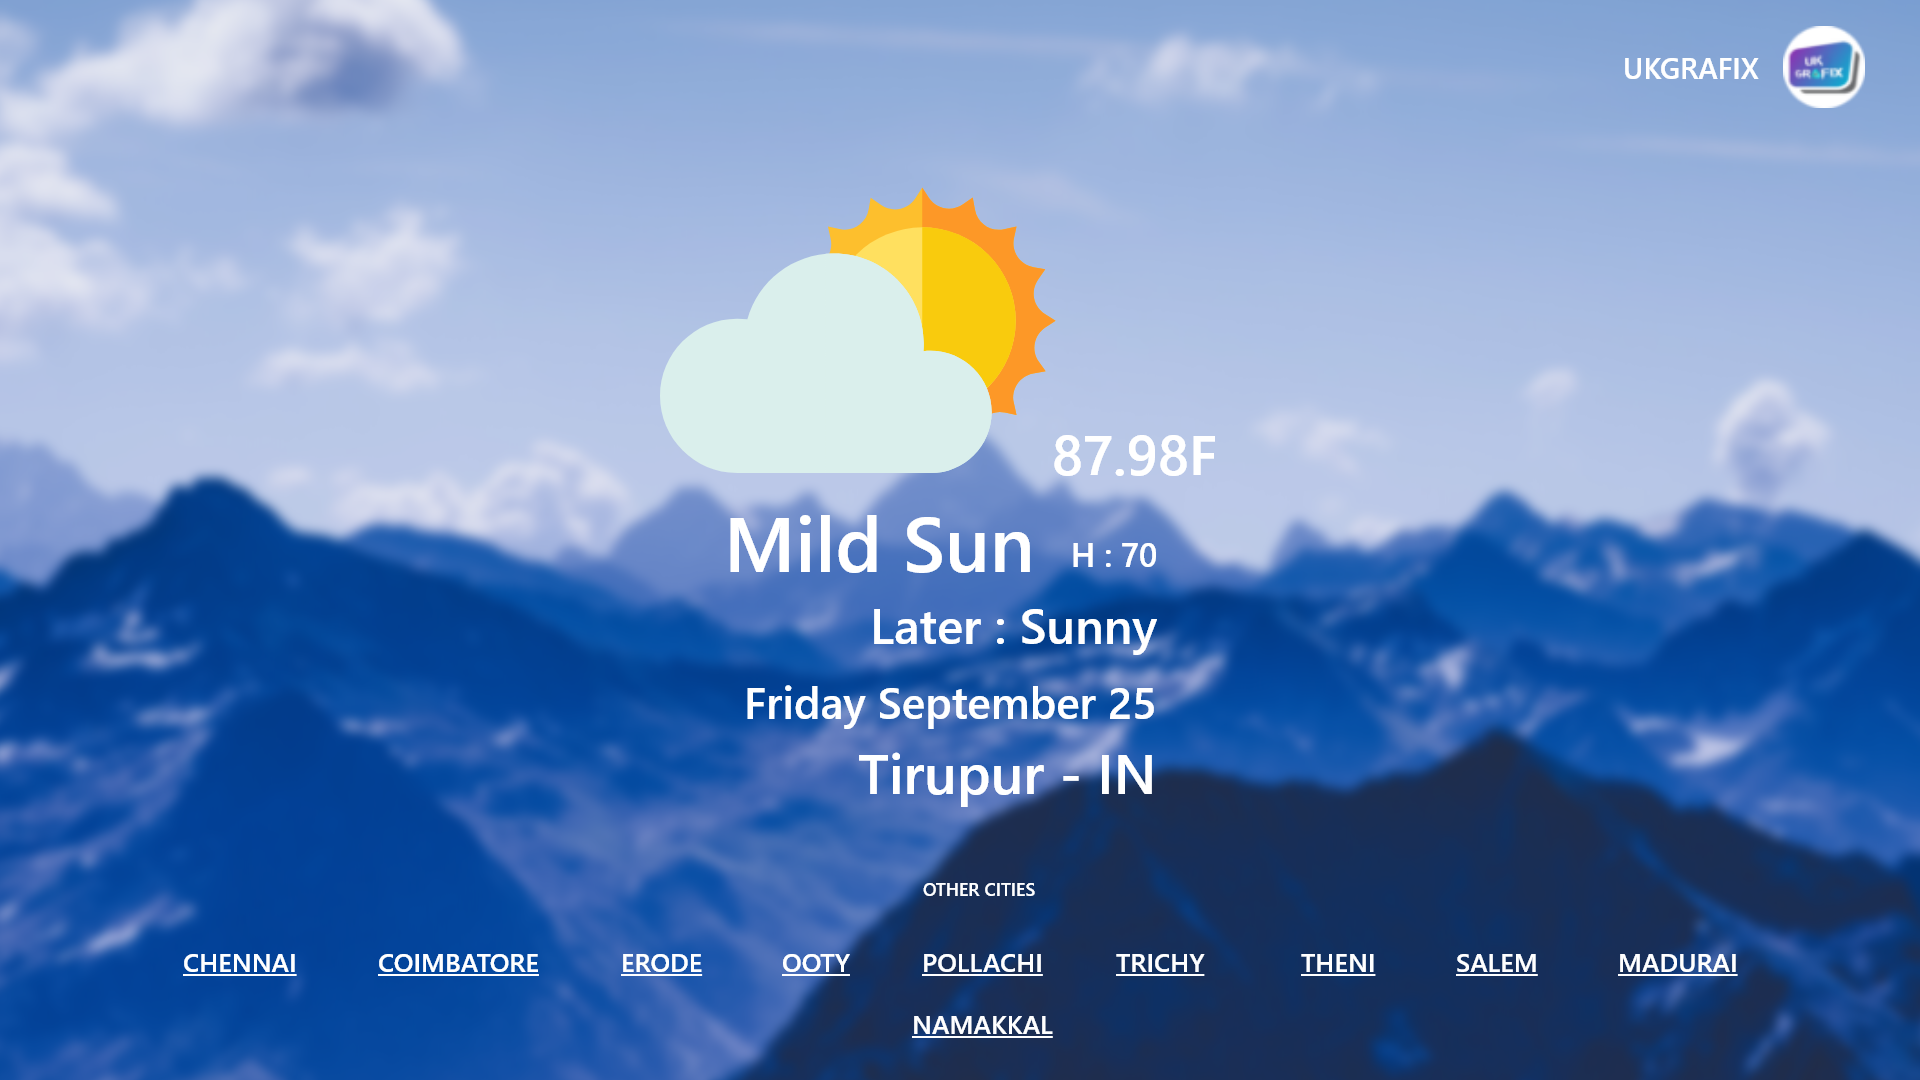 UKGRAFIX
UK
GRAFIX
87.98F
Mild Sun H : 70
Later : Sunny
Friday September 25
Tirupur - IN
OTHER CITIES
CHENNAI COIMBATORE ERODE OOTY POLLACHI TRICHY THENI SALEM MADURAI
NAMAKKAL